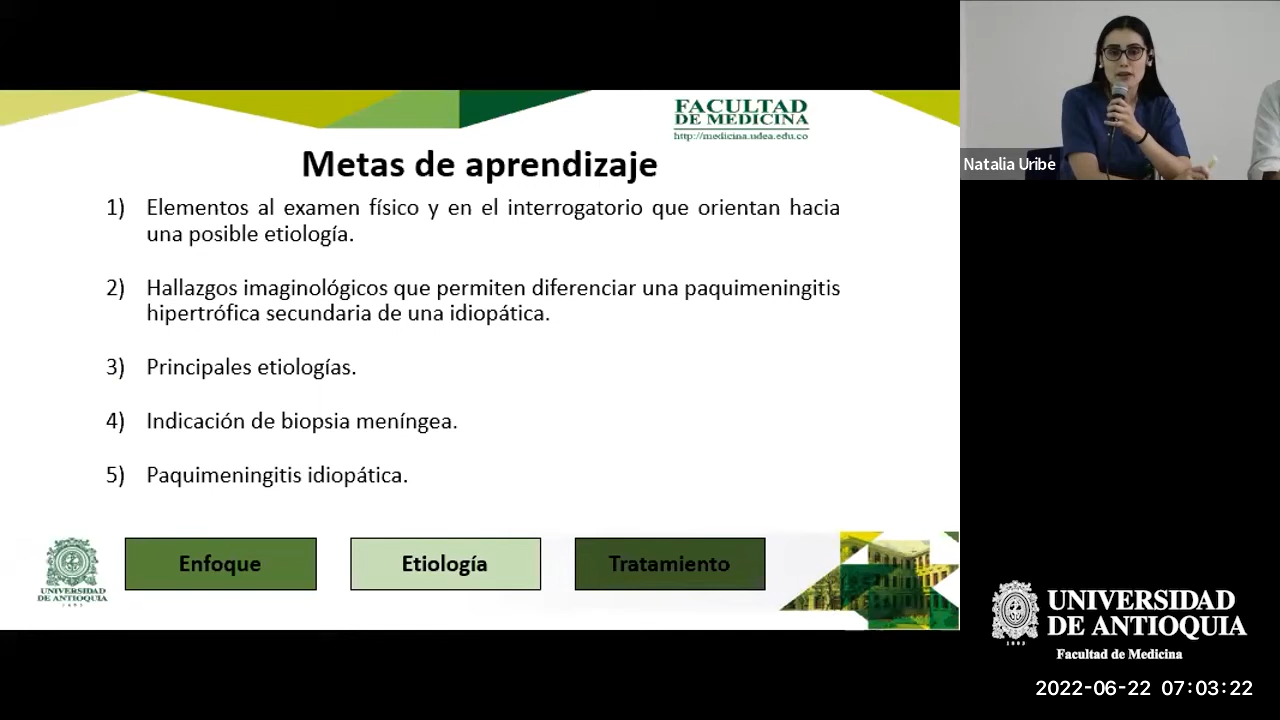 FACULTAD
DE MEDICINA
http://medicina.udea.edu.co
Metas de aprendizaje
1) Elementos al examen físico y en el interrogatorio que orientan hacia
una posible etiología.
2) Hallazgos imaginológicos que permiten diferenciar una paquimeningitis
hipertrófica secundaria de una idiopática.
3) Principales etiologías.
4) Indicación de biopsia meníngea.
5) Paquimeningitis idiopática.
Enfoque
Etiología
Tratamiento
UNIVERSIDAD
DE ANTIOQUIA
1803
Natalia Uribe
UNIVERSIDAD
DE ANTIOQUIA
1803
Facultad de Medicina
2022-06-22 07:03:22